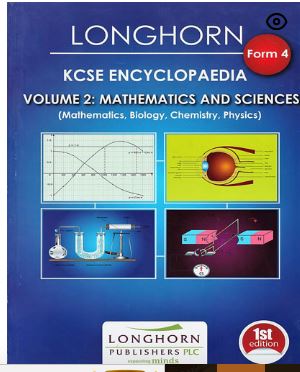 LONGHORN
Form 4
KCSE ENCYCLOPAEDIA
VOLUME 2: MATHEMATICS AND SCIENCES
(Mathematics, Biology, Chemistry, Physics)
S
N
S
N
LONGHORN
PUBLISHERS PLC
expanding minds
1st
edition